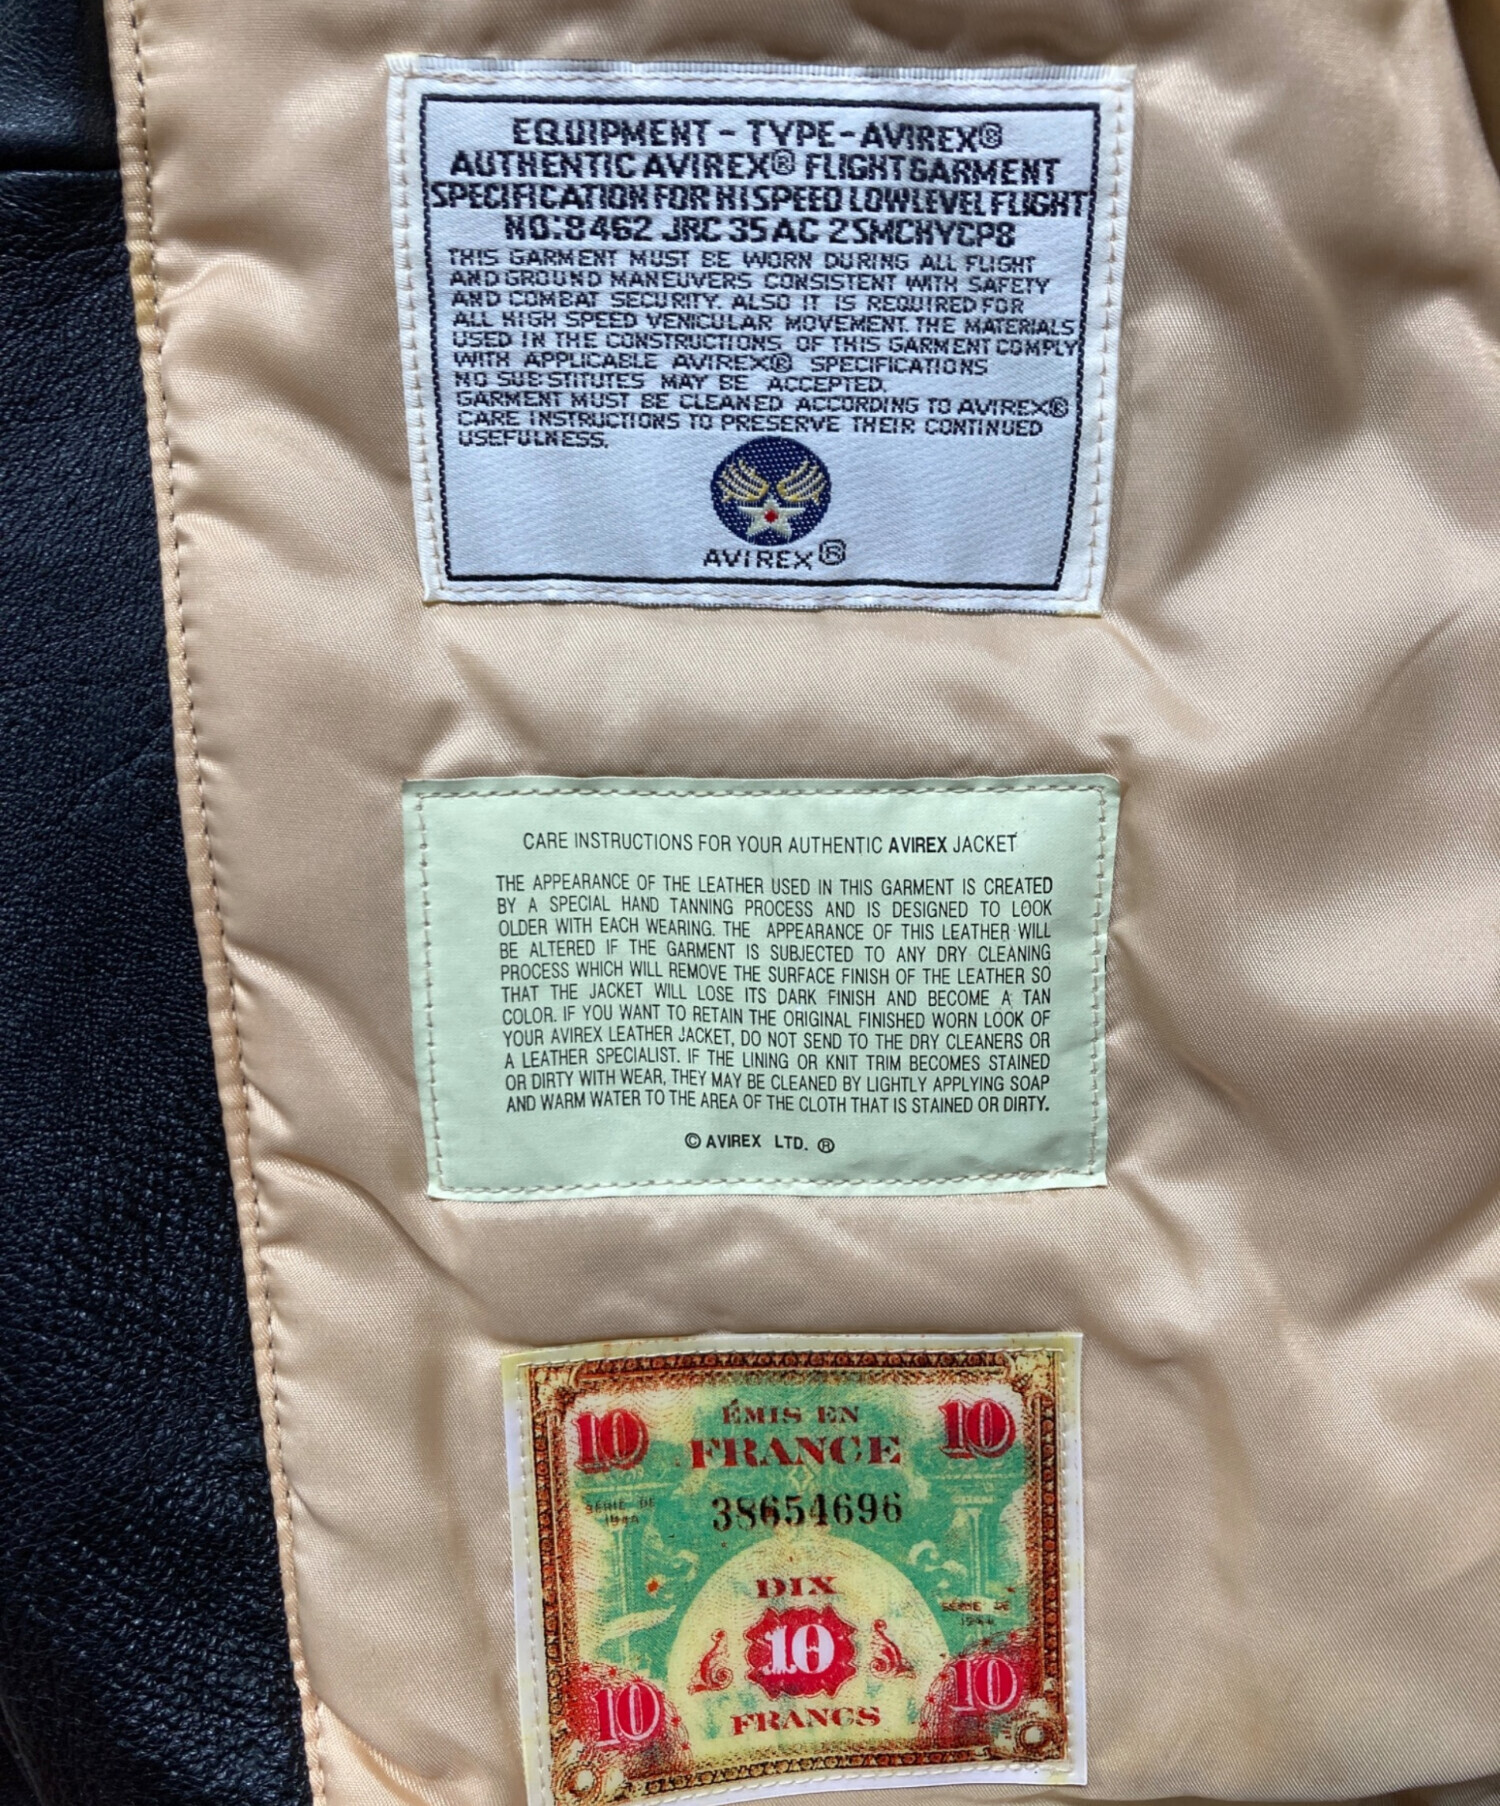 EQUIPMENT - TYPE - AVIREX®
AUTHENTIC AVIREX® FLIGHT GARMENT
SPECIFICATION FOR HISPEED LOWLEVEL FLIGHT
NO:8462 JRC 35AC 2SMCHYCP8
THIS GARMENT MUST BE WORN DURING ALL FLIGHT
AND GROUND MANEUVERS CONSISTENT WITH SAFETY
AND COMBAT SECURITY. ALSO IT IS REQUIRED FOR
ALL HIGH SPEED VEHICULAR MOVEMENT. THE MATERIALS
USED IN THE CONSTRUCTIONS OF THIS GARMENT COMPLY
WITH APPLICABLE AVIREX® SPECIFICATIONS
NO SUBSTITUTES MAY BE ACCEPTED.
GARMENT MUST BE CLEANED ACCORDING TO AVIREX®
CARE INSTRUCTIONS TO PRESERVE THEIR CONTINUED
USEFULNESS.
AVIREX®
CARE INSTRUCTIONS FOR YOUR AUTHENTIC AVIREX JACKET
THE APPEARANCE OF THE LEATHER USED IN THIS GARMENT IS CREATED
BY A SPECIAL HAND TANNING PROCESS AND IS DESIGNED TO LOOK
OLDER WITH EACH WEARING. THE APPEARANCE OF THIS LEATHER WILL
BE ALTERED IF THE GARMENT IS SUBJECTED TO ANY DRY CLEANING
PROCESS WHICH WILL REMOVE THE SURFACE FINISH OF THE LEATHER SO
THAT THE JACKET WILL LOSE ITS DARK FINISH AND BECOME A TAN
COLOR. IF YOU WANT TO RETAIN THE ORIGINAL FINISHED WORN LOOK OF
YOUR AVIREX LEATHER JACKET, DO NOT SEND TO THE DRY CLEANERS OR
A LEATHER SPECIALIST. IF THE LINING OR KNIT TRIM BECOMES STAINED
OR DIRTY WITH WEAR, THEY MAY BE CLEANED BY LIGHTLY APPLYING SOAP
AND WARM WATER TO THE AREA OF THE CLOTH THAT IS STAINED OR DIRTY.
© AVIREX LTD. ®
10 ÉMIS EN 10
FRANCE
SERIE DE
1944
38654696
DIX
10
SERIE DE
1944
10 FRANCS 10